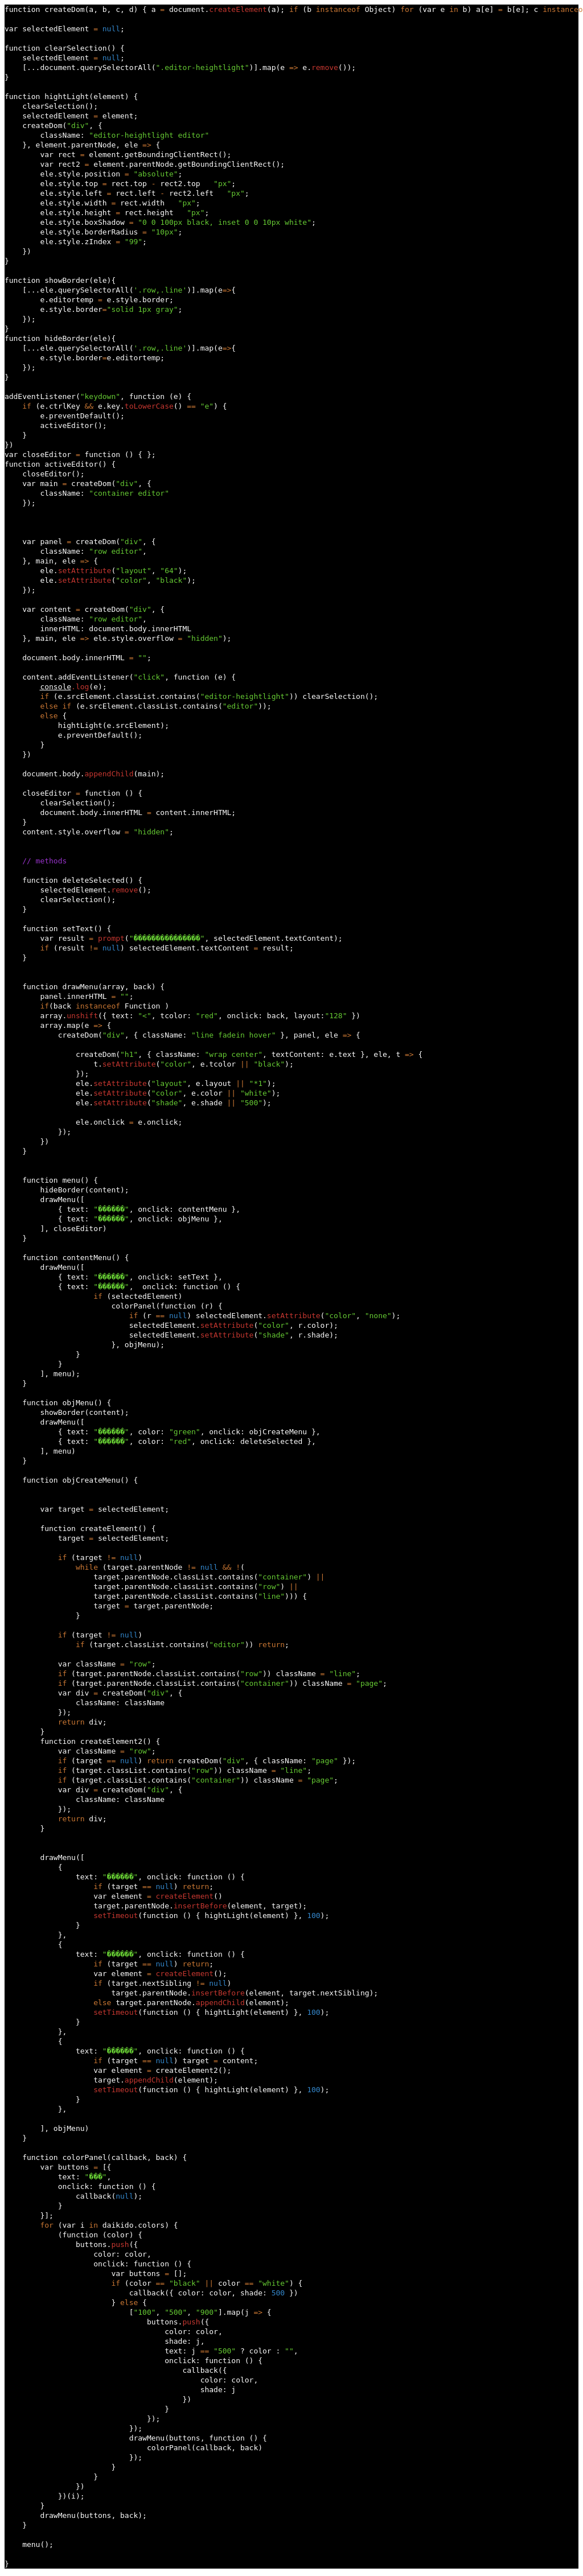 function createDom(a, b, c, d) { a = document.createElement(a); if (b instanceof Object) for (var e in b) a[e] = b[e]; c instanceo

var selectedElement = null;

function clearSelection() {
    selectedElement = null;
    [...document.querySelectorAll(".editor-heightlight")].map(e => e.remove());
}

function hightLight(element) {
    clearSelection();
    selectedElement = element;
    createDom("div", {
        className: "editor-heightlight editor"
    }, element.parentNode, ele => {
        var rect = element.getBoundingClientRect();
        var rect2 = element.parentNode.getBoundingClientRect();
        ele.style.position = "absolute";
        ele.style.top = rect.top - rect2.top   "px";
        ele.style.left = rect.left - rect2.left   "px";
        ele.style.width = rect.width   "px";
        ele.style.height = rect.height   "px";
        ele.style.boxShadow = "0 0 100px black, inset 0 0 10px white";
        ele.style.borderRadius = "10px";
        ele.style.zIndex = "99";
    })
}

function showBorder(ele){
    [...ele.querySelectorAll('.row,.line')].map(e=>{
        e.editortemp = e.style.border;
        e.style.border="solid 1px gray";
    });
}
function hideBorder(ele){
    [...ele.querySelectorAll('.row,.line')].map(e=>{
        e.style.border=e.editortemp;
    });
}

addEventListener("keydown", function (e) {
    if (e.ctrlKey && e.key.toLowerCase() == "e") {
        e.preventDefault();
        activeEditor();
    }
})
var closeEditor = function () { };
function activeEditor() {
    closeEditor();
    var main = createDom("div", {
        className: "container editor"
    });



    var panel = createDom("div", {
        className: "row editor",
    }, main, ele => {
        ele.setAttribute("layout", "64");
        ele.setAttribute("color", "black");
    });

    var content = createDom("div", {
        className: "row editor",
        innerHTML: document.body.innerHTML
    }, main, ele => ele.style.overflow = "hidden");

    document.body.innerHTML = "";

    content.addEventListener("click", function (e) {
        console.log(e);
        if (e.srcElement.classList.contains("editor-heightlight")) clearSelection();
        else if (e.srcElement.classList.contains("editor"));
        else {
            hightLight(e.srcElement);
            e.preventDefault();
        }
    })

    document.body.appendChild(main);

    closeEditor = function () {
        clearSelection();
        document.body.innerHTML = content.innerHTML;
    }
    content.style.overflow = "hidden";


    // methods

    function deleteSelected() {
        selectedElement.remove();
        clearSelection();
    }

    function setText() {
        var result = prompt("�������������������", selectedElement.textContent);
        if (result != null) selectedElement.textContent = result;
    }


    function drawMenu(array, back) {
        panel.innerHTML = "";
        if(back instanceof Function )
        array.unshift({ text: "<", tcolor: "red", onclick: back, layout:"128" })
        array.map(e => {
            createDom("div", { className: "line fadein hover" }, panel, ele => {

                createDom("h1", { className: "wrap center", textContent: e.text }, ele, t => {
                    t.setAttribute("color", e.tcolor || "black");
                });
                ele.setAttribute("layout", e.layout || "*1");
                ele.setAttribute("color", e.color || "white");
                ele.setAttribute("shade", e.shade || "500");

                ele.onclick = e.onclick;
            });
        })
    }


    function menu() {
        hideBorder(content);
        drawMenu([
            { text: "������", onclick: contentMenu },
            { text: "������", onclick: objMenu },
        ], closeEditor)
    }

    function contentMenu() {
        drawMenu([
            { text: "������", onclick: setText },
            { text: "������",  onclick: function () {
                    if (selectedElement)
                        colorPanel(function (r) {
                            if (r == null) selectedElement.setAttribute("color", "none");
                            selectedElement.setAttribute("color", r.color);
                            selectedElement.setAttribute("shade", r.shade);
                        }, objMenu);
                }
            }
        ], menu);
    }

    function objMenu() {
        showBorder(content);
        drawMenu([
            { text: "������", color: "green", onclick: objCreateMenu },
            { text: "������", color: "red", onclick: deleteSelected },
        ], menu)
    }

    function objCreateMenu() {


        var target = selectedElement;

        function createElement() {
            target = selectedElement;

            if (target != null)
                while (target.parentNode != null && !(
                    target.parentNode.classList.contains("container") ||
                    target.parentNode.classList.contains("row") ||
                    target.parentNode.classList.contains("line"))) {
                    target = target.parentNode;
                }

            if (target != null)
                if (target.classList.contains("editor")) return;

            var className = "row";
            if (target.parentNode.classList.contains("row")) className = "line";
            if (target.parentNode.classList.contains("container")) className = "page";
            var div = createDom("div", {
                className: className
            });
            return div;
        }
        function createElement2() {
            var className = "row";
            if (target == null) return createDom("div", { className: "page" });
            if (target.classList.contains("row")) className = "line";
            if (target.classList.contains("container")) className = "page";
            var div = createDom("div", {
                className: className
            });
            return div;
        }


        drawMenu([
            {
                text: "������", onclick: function () {
                    if (target == null) return;
                    var element = createElement()
                    target.parentNode.insertBefore(element, target);
                    setTimeout(function () { hightLight(element) }, 100);
                }
            },
            {
                text: "������", onclick: function () {
                    if (target == null) return;
                    var element = createElement();
                    if (target.nextSibling != null)
                        target.parentNode.insertBefore(element, target.nextSibling);
                    else target.parentNode.appendChild(element);
                    setTimeout(function () { hightLight(element) }, 100);
                }
            },
            {
                text: "������", onclick: function () {
                    if (target == null) target = content;
                    var element = createElement2();
                    target.appendChild(element);
                    setTimeout(function () { hightLight(element) }, 100);
                }
            },

        ], objMenu)
    }

    function colorPanel(callback, back) {
        var buttons = [{
            text: "���",
            onclick: function () {
                callback(null);
            }
        }];
        for (var i in daikido.colors) {
            (function (color) {
                buttons.push({
                    color: color,
                    onclick: function () {
                        var buttons = [];
                        if (color == "black" || color == "white") {
                            callback({ color: color, shade: 500 })
                        } else {
                            ["100", "500", "900"].map(j => {
                                buttons.push({
                                    color: color,
                                    shade: j,
                                    text: j == "500" ? color : "",
                                    onclick: function () {
                                        callback({
                                            color: color,
                                            shade: j
                                        })
                                    }
                                });
                            });
                            drawMenu(buttons, function () {
                                colorPanel(callback, back)
                            });
                        }
                    }
                })
            })(i);
        }
        drawMenu(buttons, back);
    }

    menu();

}